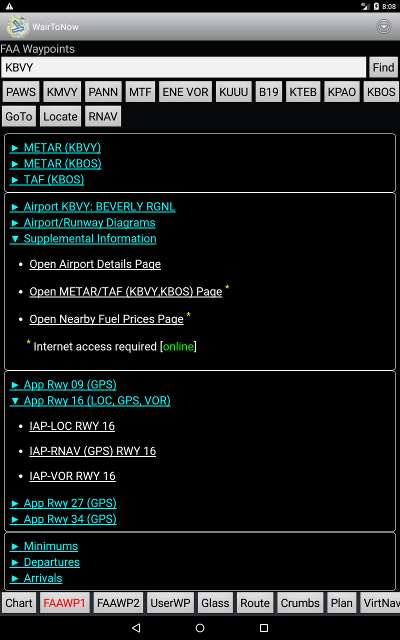 8:08
WairToNow
FAA Waypoints
KBVY Find
PAWS KMVY PANN MTF ENE VOR KUUU B19 KTEB KPAO KBOS
GoTo Locate RNAV
► METAR (KBVY)
► METAR (KBOS)
► TAF (KBOS)
► Airport KBVY: BEVERLY RGNL
► Airport/Runway Diagrams
▼ Supplemental Information
• Open Airport Details Page
• Open METAR/TAF (KBVY,KBOS) Page *
• Open Nearby Fuel Prices Page *
* Internet access required [online]
► App Rwy 09 (GPS)
▼ App Rwy 16 (LOC, GPS, VOR)
• IAP-LOC RWY 16
• IAP-RNAV (GPS) RWY 16
• IAP-VOR RWY 16
► App Rwy 27 (GPS)
► App Rwy 34 (GPS)
► Minimums
► Departures
► Arrivals
Chart FAAWP1 FAAWP2 UserWP Glass Route Crumbs Plan VirtNav